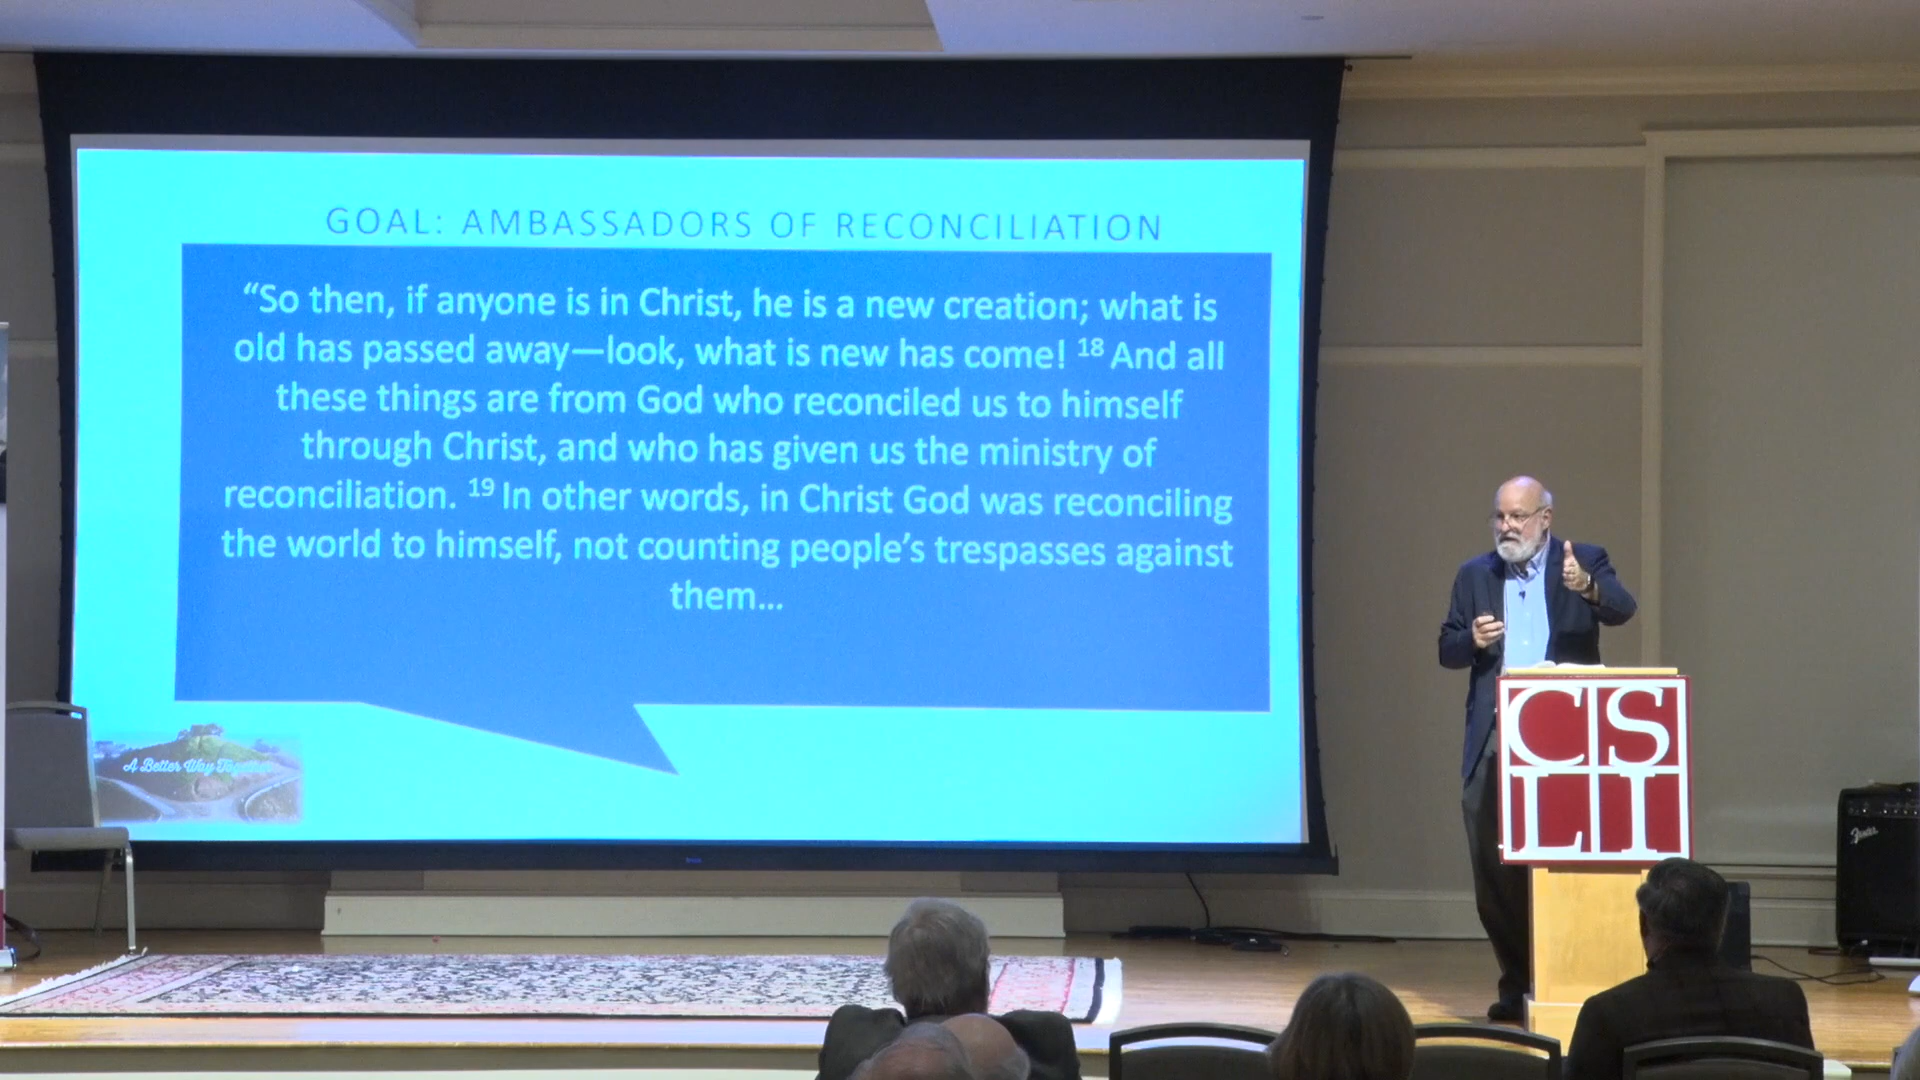 GOAL: AMBASSADORS OF RECONCILIATION
“So then, if anyone is in Christ, he is a new creation; what is
old has passed away—look, what is new has come! 18 And all
these things are from God who reconciled us to himself
through Christ, and who has given us the ministry of
reconciliation. 19 In other words, in Christ God was reconciling
the world to himself, not counting people’s trespasses against
them...
A Better Way Together
CS
LI
Fender